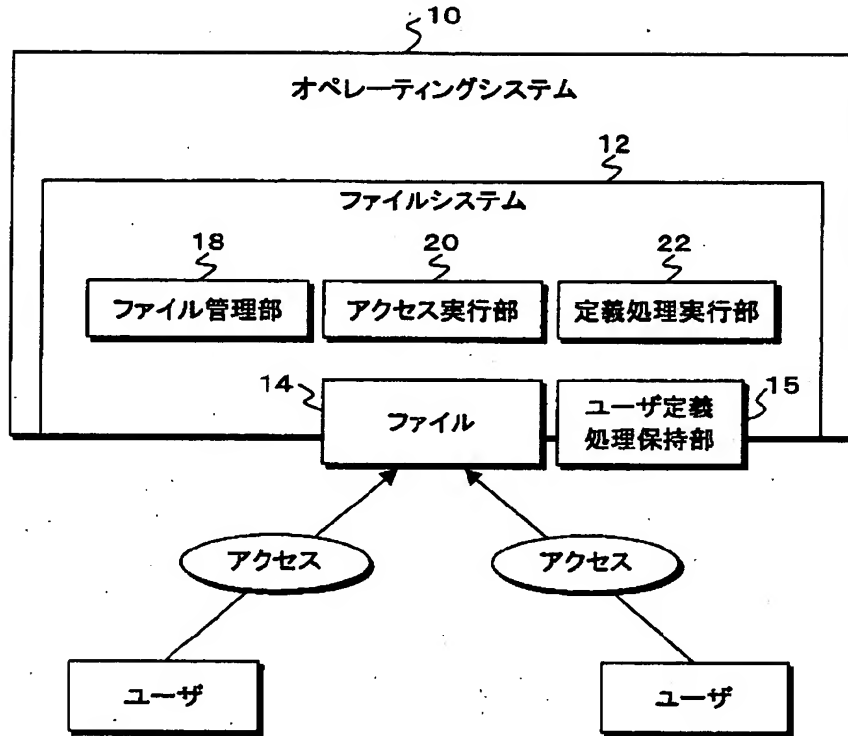 10
オペレーティングシステム
12
ファイルシステム
18
20
22
ファイル管理部
アクセス実行部
定義処理実行部
14
ファイル
ユーザ定義
処理保持部
15
アクセス
アクセス
ユーザ
ユーザ